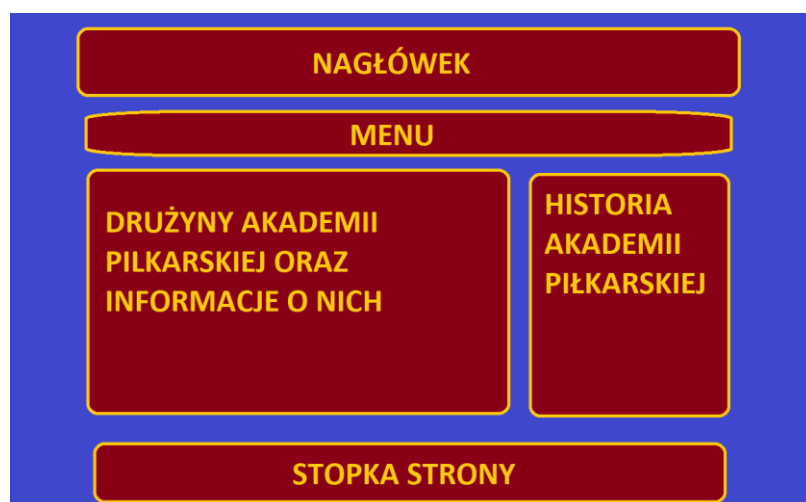 NAGŁÓWEK
MENU
DRUŻYNY AKADEMII
PILKARSKIEJ ORAZ
INFORMACJE O NICH
HISTORIA
AKADEMII
PIŁKARSKIEJ
STOPKA STRONY